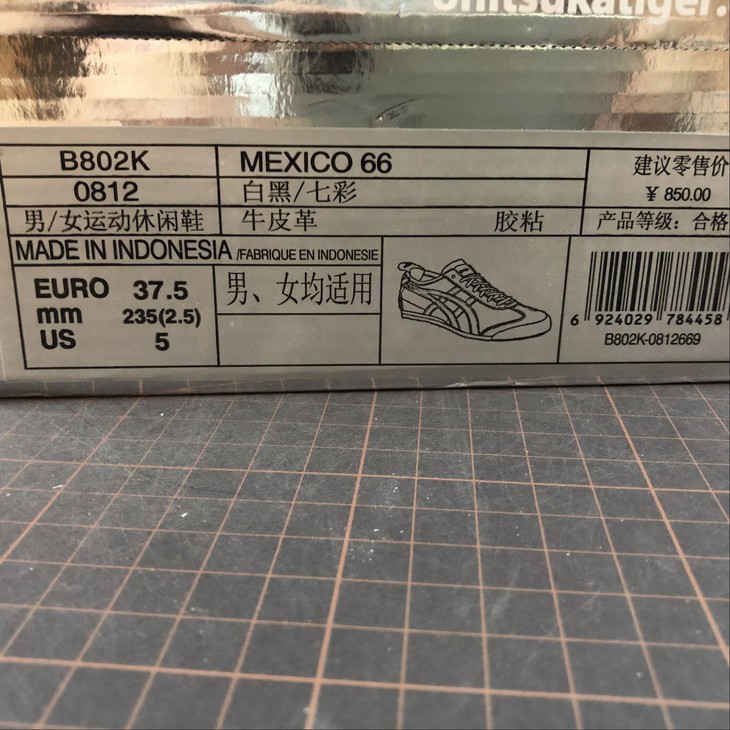 Onitsukatiger.
B802K
MEXICO 66
建议零售价
0812
白黑/七彩
¥ 850.00
男/女运动休闲鞋
牛皮革
胶粘
产品等级：合格
MADE IN INDONESIA /FABRIQUE EN INDONESIE
EURO 37.5
男、女均适用
mm 235(2.5)
US 5
6 924029 784458
B802K-0812669